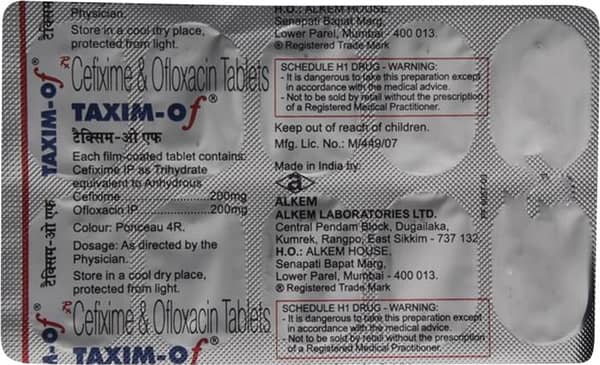 Physician.
Store in a cool dry place,
protected from light.
Rx Cefixime & Ofloxacin Tablets
TAXIM-Of®
टैक्सिम-ओ एफ
Each film-coated tablet contains:
Cefixime IP as Trihydrate
equivalent to Anhydrous
Cefixime..........................200mg
Ofloxacin IP......................200mg
Colour: Ponceau 4R.
Dosage: As directed by the
Physician.
Store in a cool dry place,
protected from light.
Rx Cefixime & Ofloxacin Tablets
TAXIM-Of®
H.O.: ALKEM HOUSE,
Senapati Bapat Marg,
Lower Parel, Mumbai - 400 013.
® Registered Trade Mark
SCHEDULE H1 DRUG - WARNING:
- It is dangerous to take this preparation except
in accordance with the medical advice.
- Not to be sold by retail without the prescription
of a Registered Medical Practitioner.
Keep out of reach of children.
Mfg. Lic. No.: M/449/07
Made in India by:
a
ALKEM
ALKEM LABORATORIES LTD.
Central Pendam Block, Dugailaka,
Kumrek, Rangpo, East Sikkim - 737 132.
H.O.: ALKEM HOUSE,
Senapati Bapat Marg,
Lower Parel, Mumbai - 400 013.
® Registered Trade Mark
SCHEDULE H1 DRUG - WARNING:
- It is dangerous to take this preparation except
in accordance with the medical advice.
- Not to be sold by retail without the prescription
of a Registered Medical Practitioner.
टैक्सिम
TAXIM-Of®
टैक्सिम-ओ एफ
TAXIM-Of®
टैक्सिम-ओ एफ